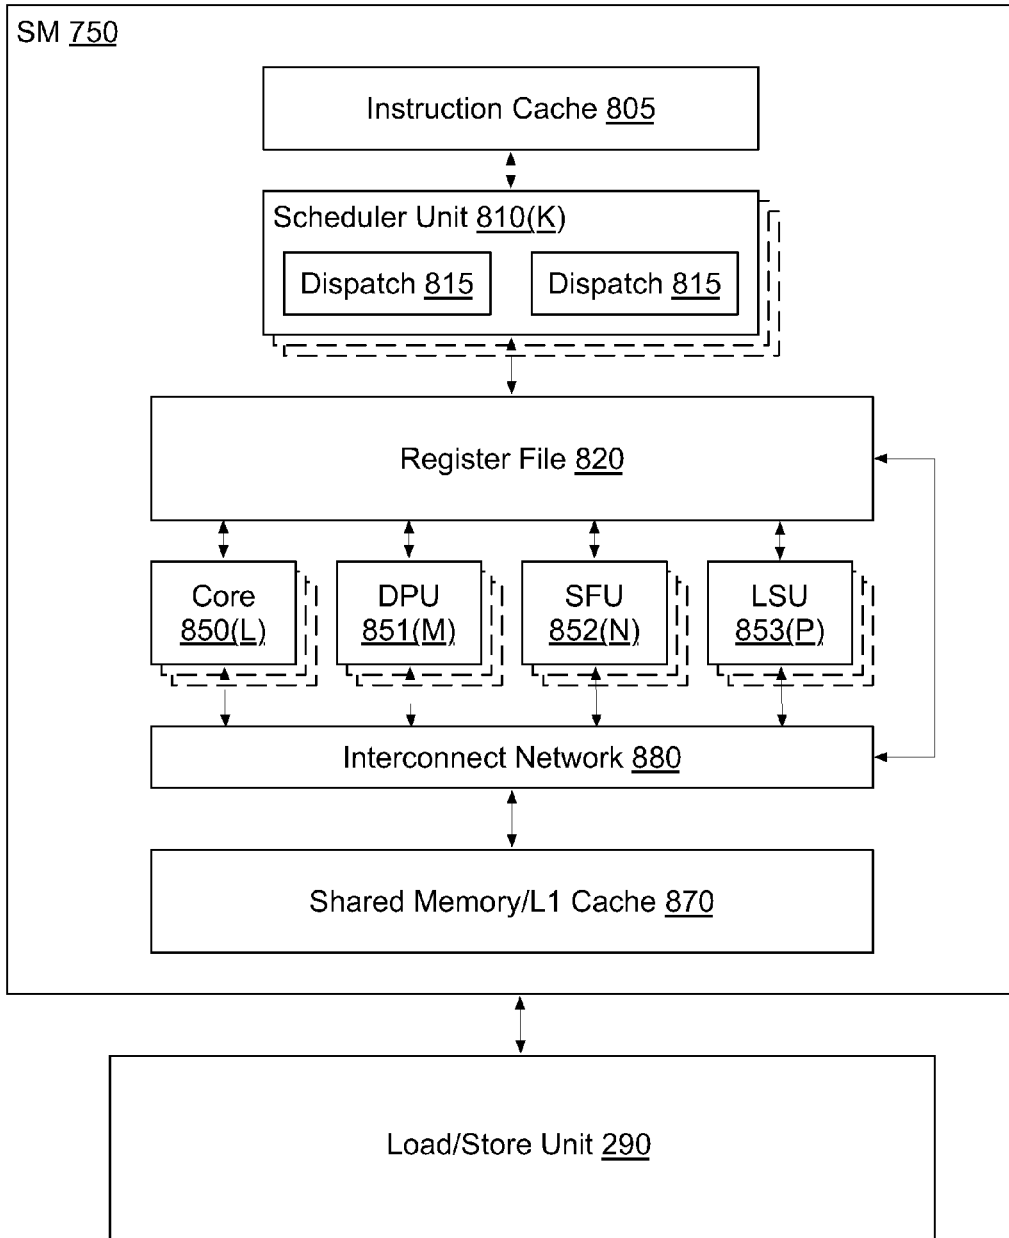 SM 750
Instruction Cache 805
Scheduler Unit 810(K)
Dispatch 815 Dispatch 815
Register File 820
Core DPU SFU LSU
850(L) 851(M) 852(N) 853(P)
Interconnect Network 880
Shared Memory/L1 Cache 870
Load/Store Unit 290